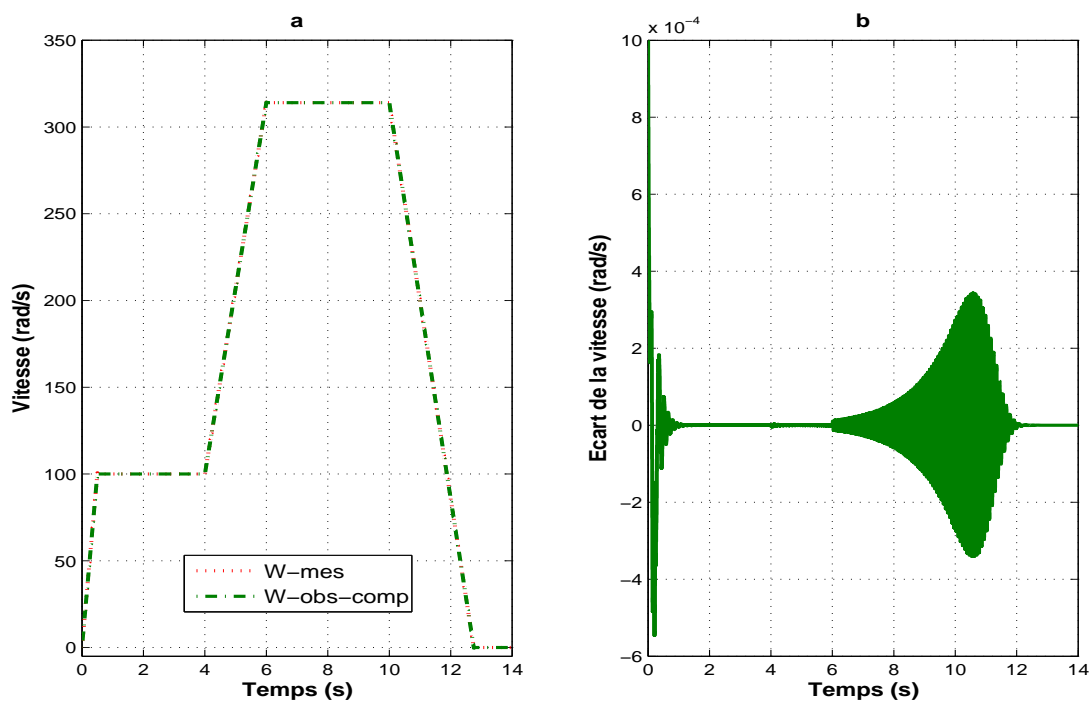 a
350
300
250
200
150
100
50
0
0 2 4 6 8 10 12 14
Vitesse (rad/s)
Temps (s)
W-mes
W-obs-comp
b
x 10⁻⁴
10
8
6
4
2
0
−2
−4
−6
0 2 4 6 8 10 12 14
Ecart de la vitesse (rad/s)
Temps (s)